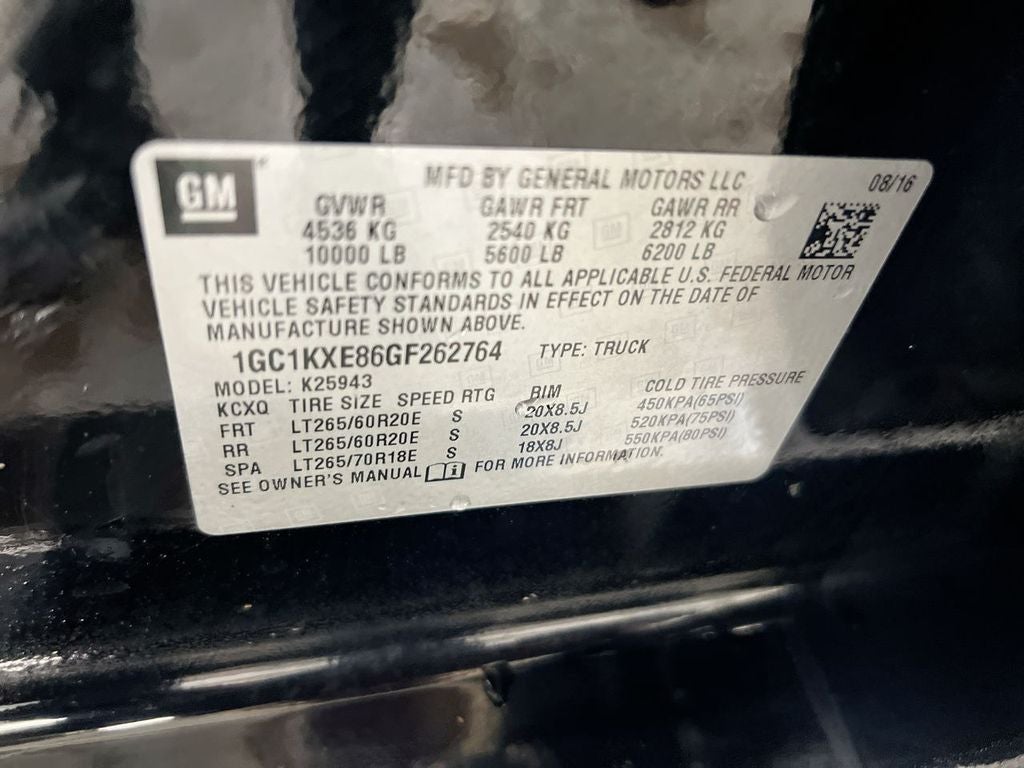 GM
MFD BY GENERAL MOTORS LLC 08/16
GVWR GAWR FRT GAWR RR
4536 KG 2540 KG 2812 KG
10000 LB 5600 LB 6200 LB
THIS VEHICLE CONFORMS TO ALL APPLICABLE U.S. FEDERAL MOTOR
VEHICLE SAFETY STANDARDS IN EFFECT ON THE DATE OF
MANUFACTURE SHOWN ABOVE.
1GC1KXE86GF262764 TYPE: TRUCK
MODEL: K25943
KCXQ TIRE SIZE SPEED RTG RIM COLD TIRE PRESSURE
FRT LT265/60R20E S 20X8.5J 450KPA(65PSI)
RR LT265/60R20E S 20X8.5J 520KPA(75PSI)
SPA LT265/70R18E S 18X8J 550KPA(80PSI)
SEE OWNER'S MANUAL FOR MORE INFORMATION.